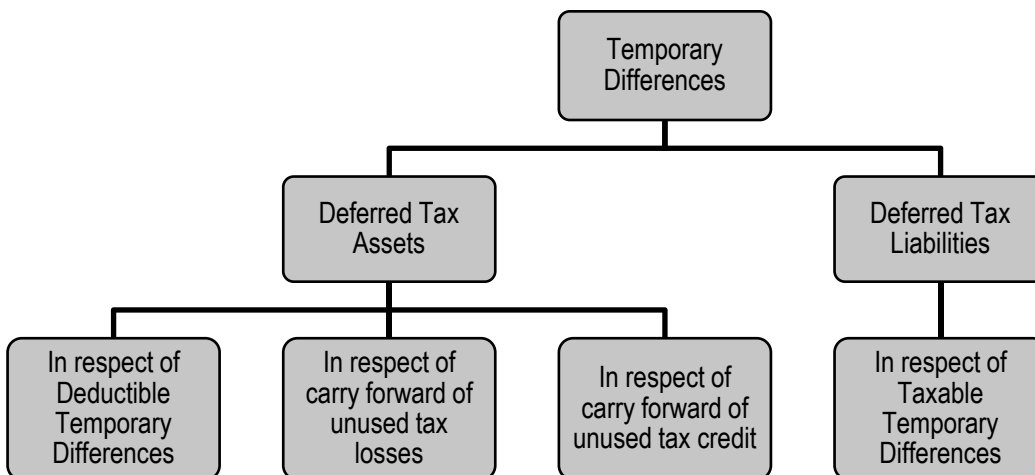 Temporary
Differences
Deferred Tax
Assets
Deferred Tax
Liabilities
In respect of
Deductible
Temporary
Differences
In respect of
carry forward of
unused tax
losses
In respect of
carry forward of
unused tax credit
In respect of
Taxable
Temporary
Differences